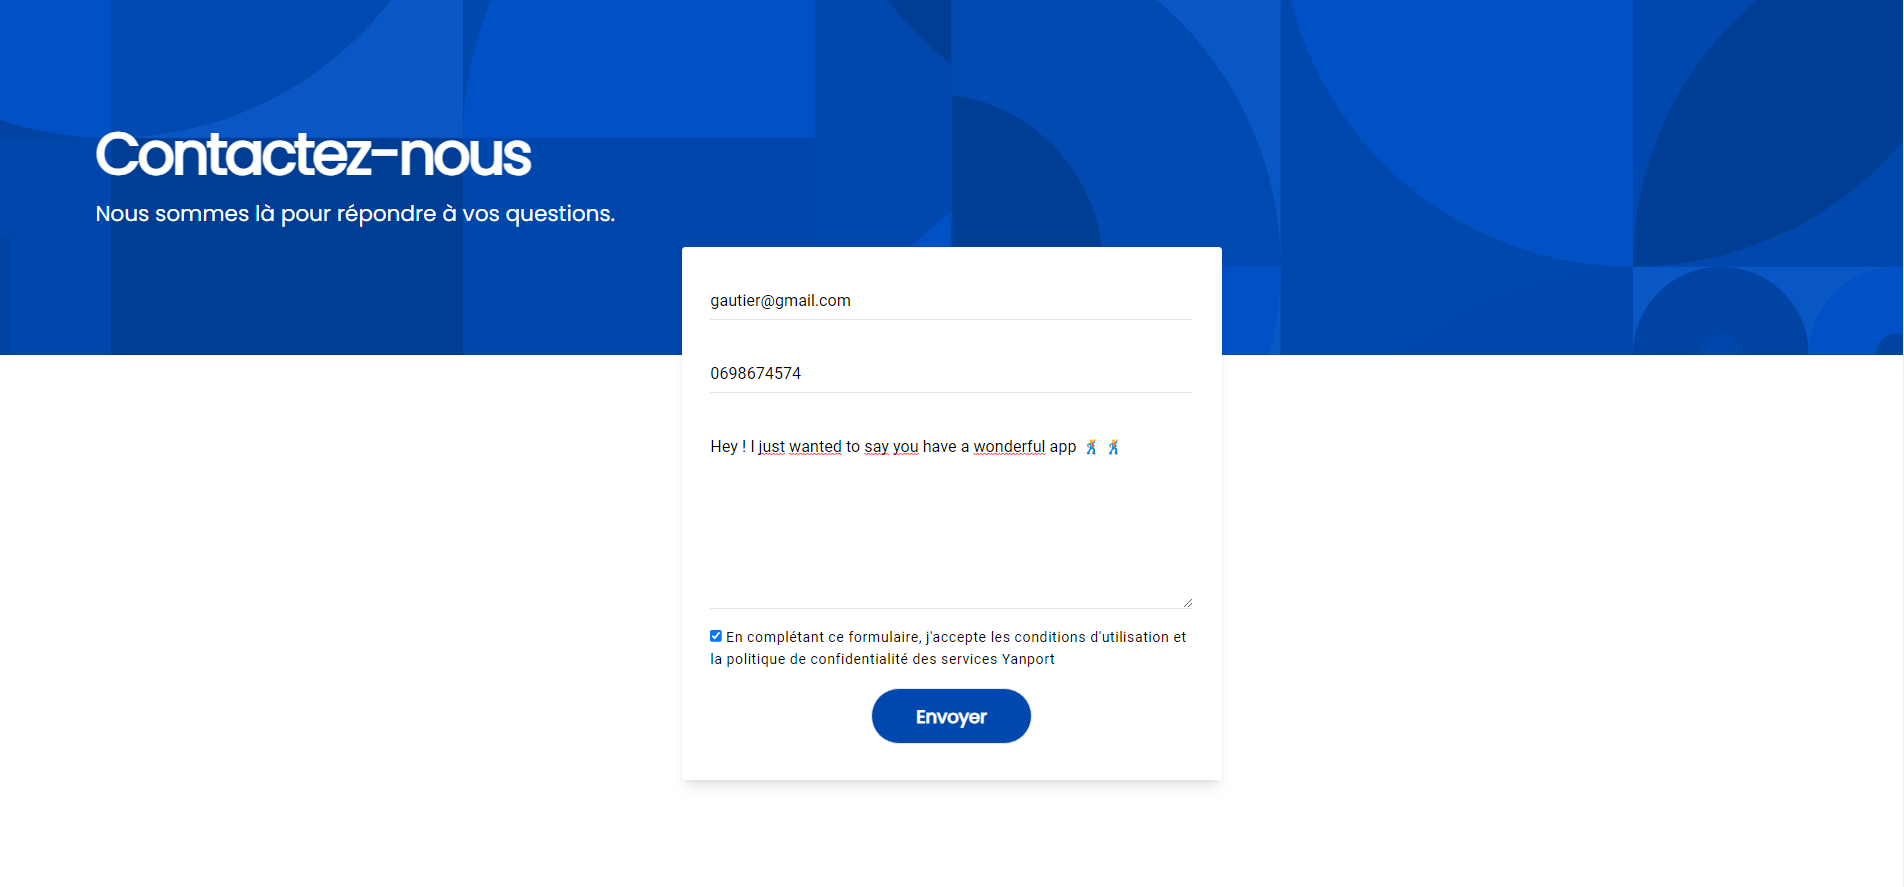 Contactez-nous
Nous sommes là pour répondre à vos questions.
gautier@gmail.com
0698674574
Hey ! I just wanted to say you have a wonderful app 🕺 🕺
En complétant ce formulaire, j'accepte les conditions d'utilisation et
la politique de confidentialité des services Yanport
Envoyer